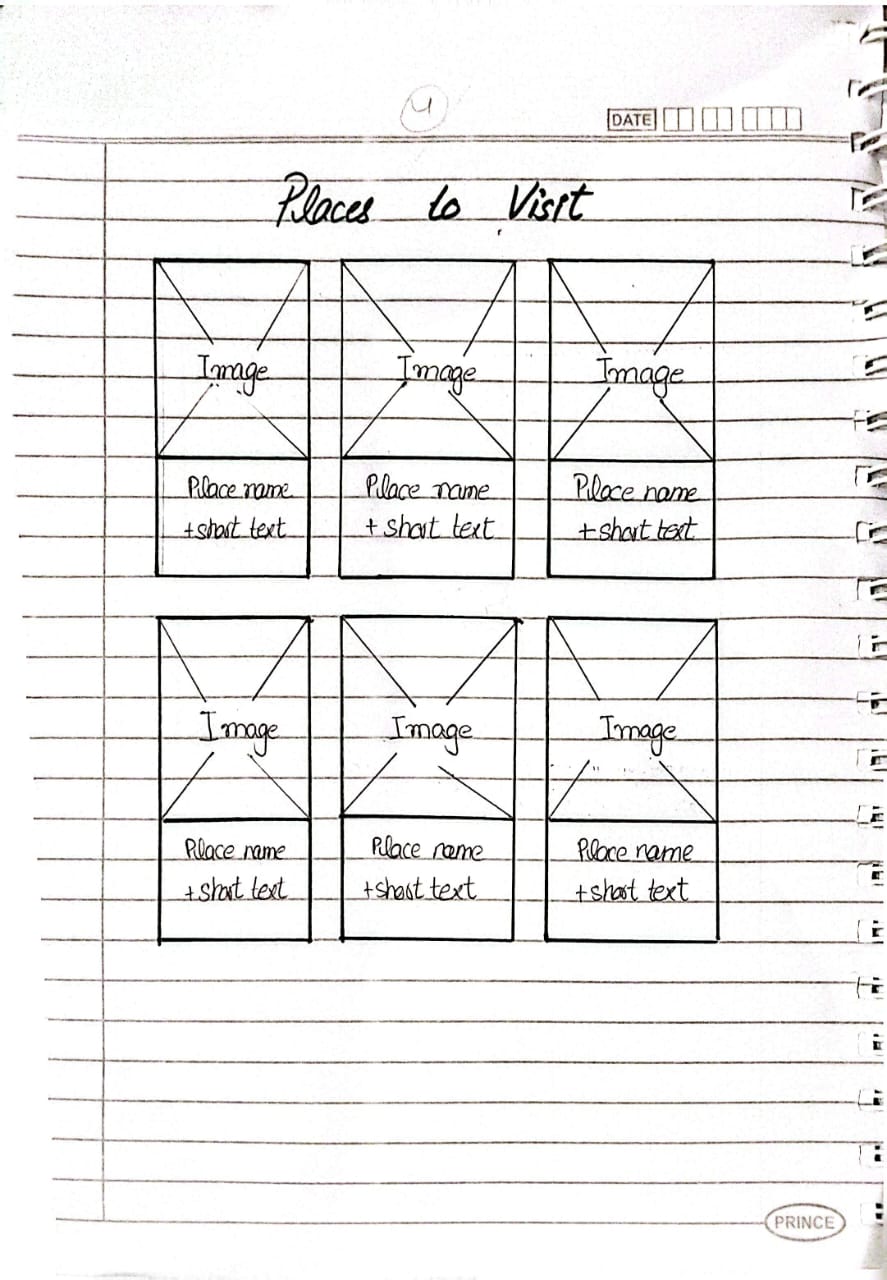 4
DATE
Places to Visit
Image Image Image
Place name Place name Place name
+ short text + short text + short text
Image Image Image
Place name Place name Place name
+ short text + short text + short text
PRINCE